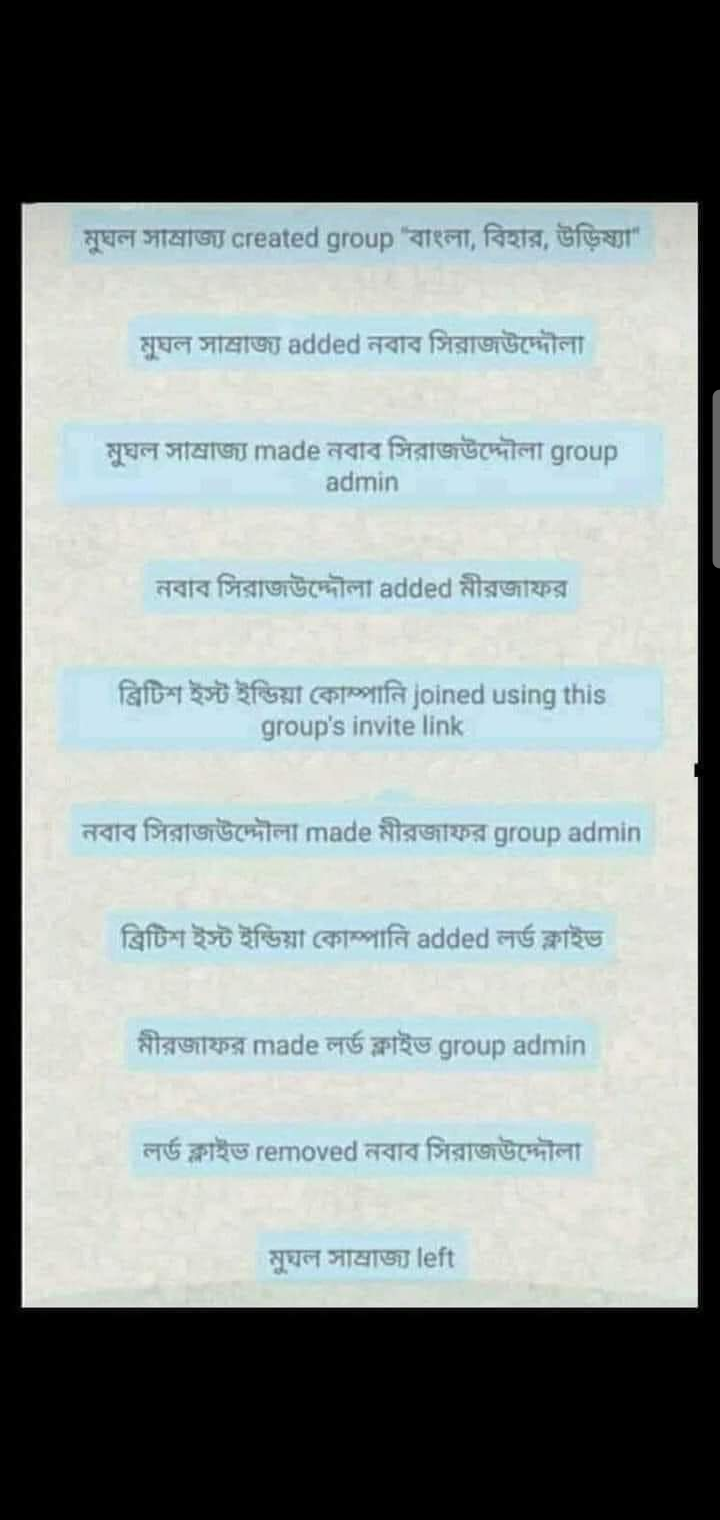 মুঘল সাম্রাজ্য created group "বাংলা, বিহার, উড়িষ্যা"
মুঘল সাম্রাজ্য added নবাব সিরাজউদ্দৌলা
মুঘল সাম্রাজ্য made নবাব সিরাজউদ্দৌলা group
admin
নবাব সিরাজউদ্দৌলা added মীরজাফর
ব্রিটিশ ইস্ট ইন্ডিয়া কোম্পানি joined using this
group's invite link
নবাব সিরাজউদ্দৌলা made মীরজাফর group admin
ব্রিটিশ ইস্ট ইন্ডিয়া কোম্পানি added লর্ড ক্লাইভ
মীরজাফর made লর্ড ক্লাইভ group admin
লর্ড ক্লাইভ removed নবাব সিরাজউদ্দৌলা
মুঘল সাম্রাজ্য left